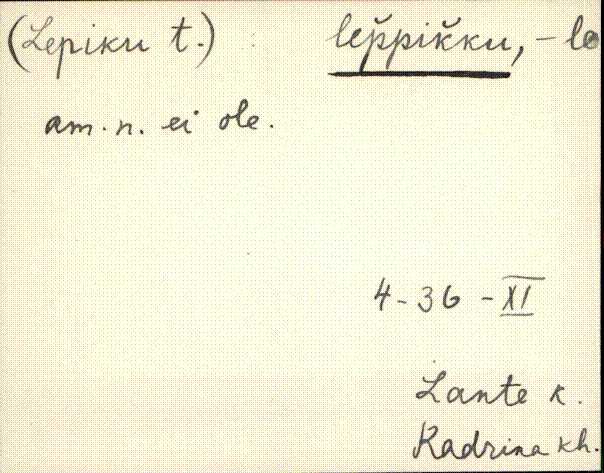 (Lepiku t.) leppikku, -le
am. n. ei ole.
4-36-XI
Lante k.
Kadrina kh.